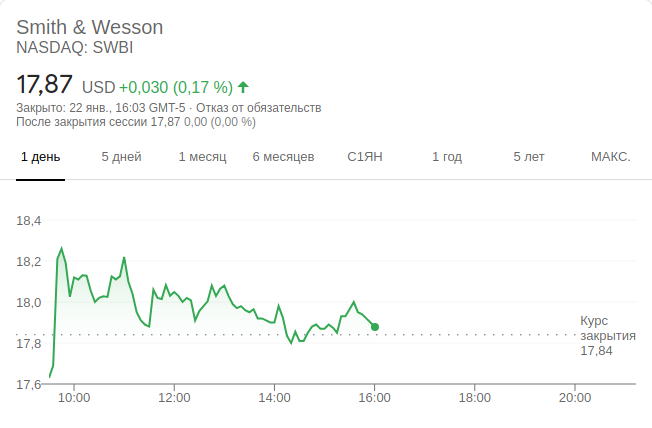 Smith & Wesson
NASDAQ: SWBI
17,87 USD +0,030 (0,17 %)
Закрыто: 22 янв., 16:03 GMT-5 · Отказ от обязательств
После закрытия сессии 17,87 0,00 (0,00 %)
1 день 5 дней 1 месяц 6 месяцев С1ЯН 1 год 5 лет МАКС.
18,4
18,2
18,0
17,8
17,6
Курс
закрытия
17,84
10:00 12:00 14:00 16:00 18:00 20:00